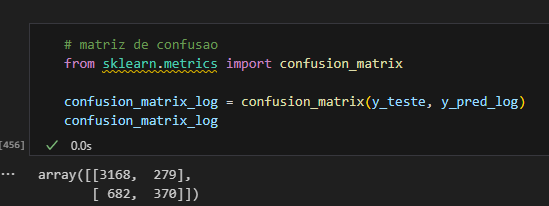 # matriz de confusao
from sklearn.metrics import confusion_matrix
confusion_matrix_log = confusion_matrix(y_teste, y_pred_log)
confusion_matrix_log
[456]
0.0s
array([[3168,  279],
       [ 682,  370]])